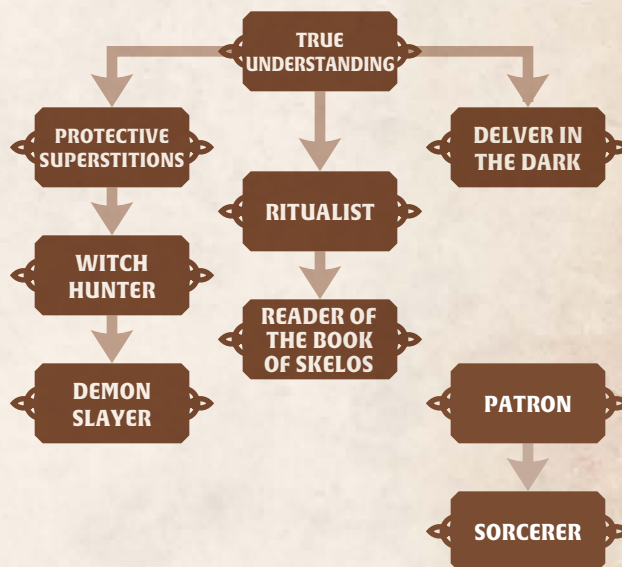 TRUE
UNDERSTANDING
PROTECTIVE
SUPERSTITIONS
DELVER IN
THE DARK
RITUALIST
WITCH
HUNTER
READER OF
THE BOOK
OF SKELOS
DEMON
SLAYER
PATRON
SORCERER